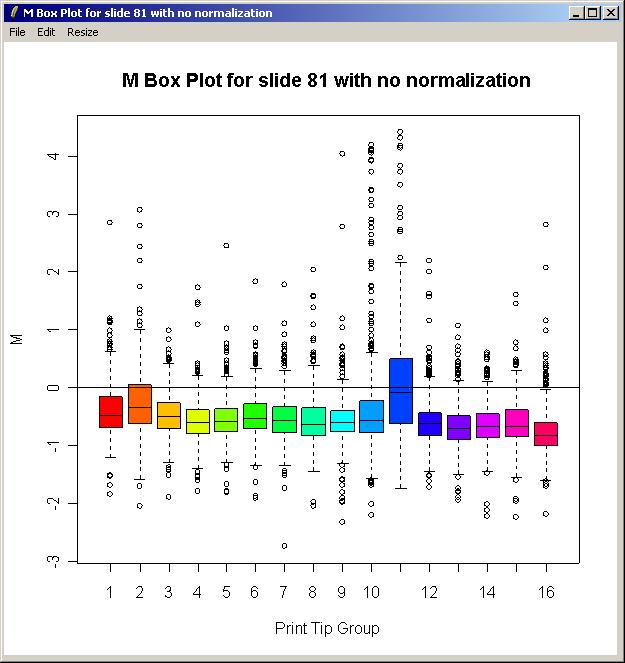 M Box Plot for slide 81 with no normalization
File Edit Resize
M Box Plot for slide 81 with no normalization
M
4
3
2
1
0
-1
-2
-3
1 2 3 4 5 6 7 8 9 10 12 14 16
Print Tip Group